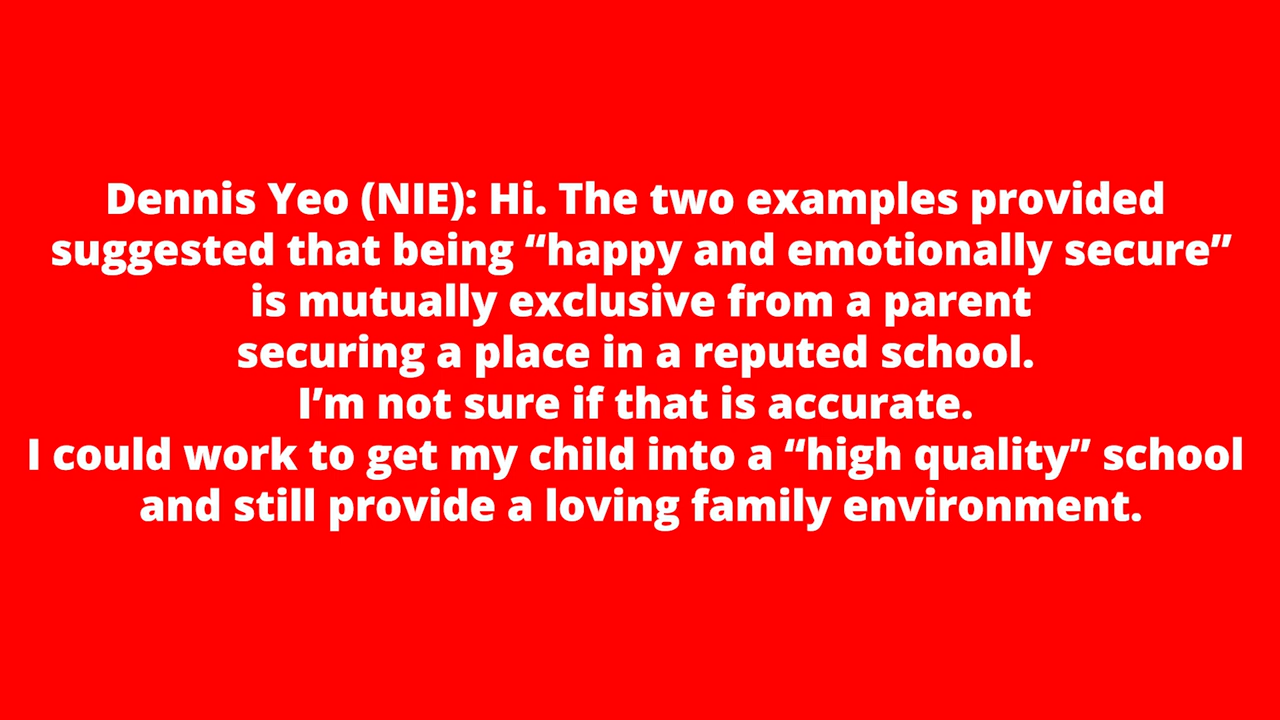 Dennis Yeo (NIE): Hi. The two examples provided
suggested that being “happy and emotionally secure”
is mutually exclusive from a parent
securing a place in a reputed school.
I’m not sure if that is accurate.
I could work to get my child into a “high quality” school
and still provide a loving family environment.